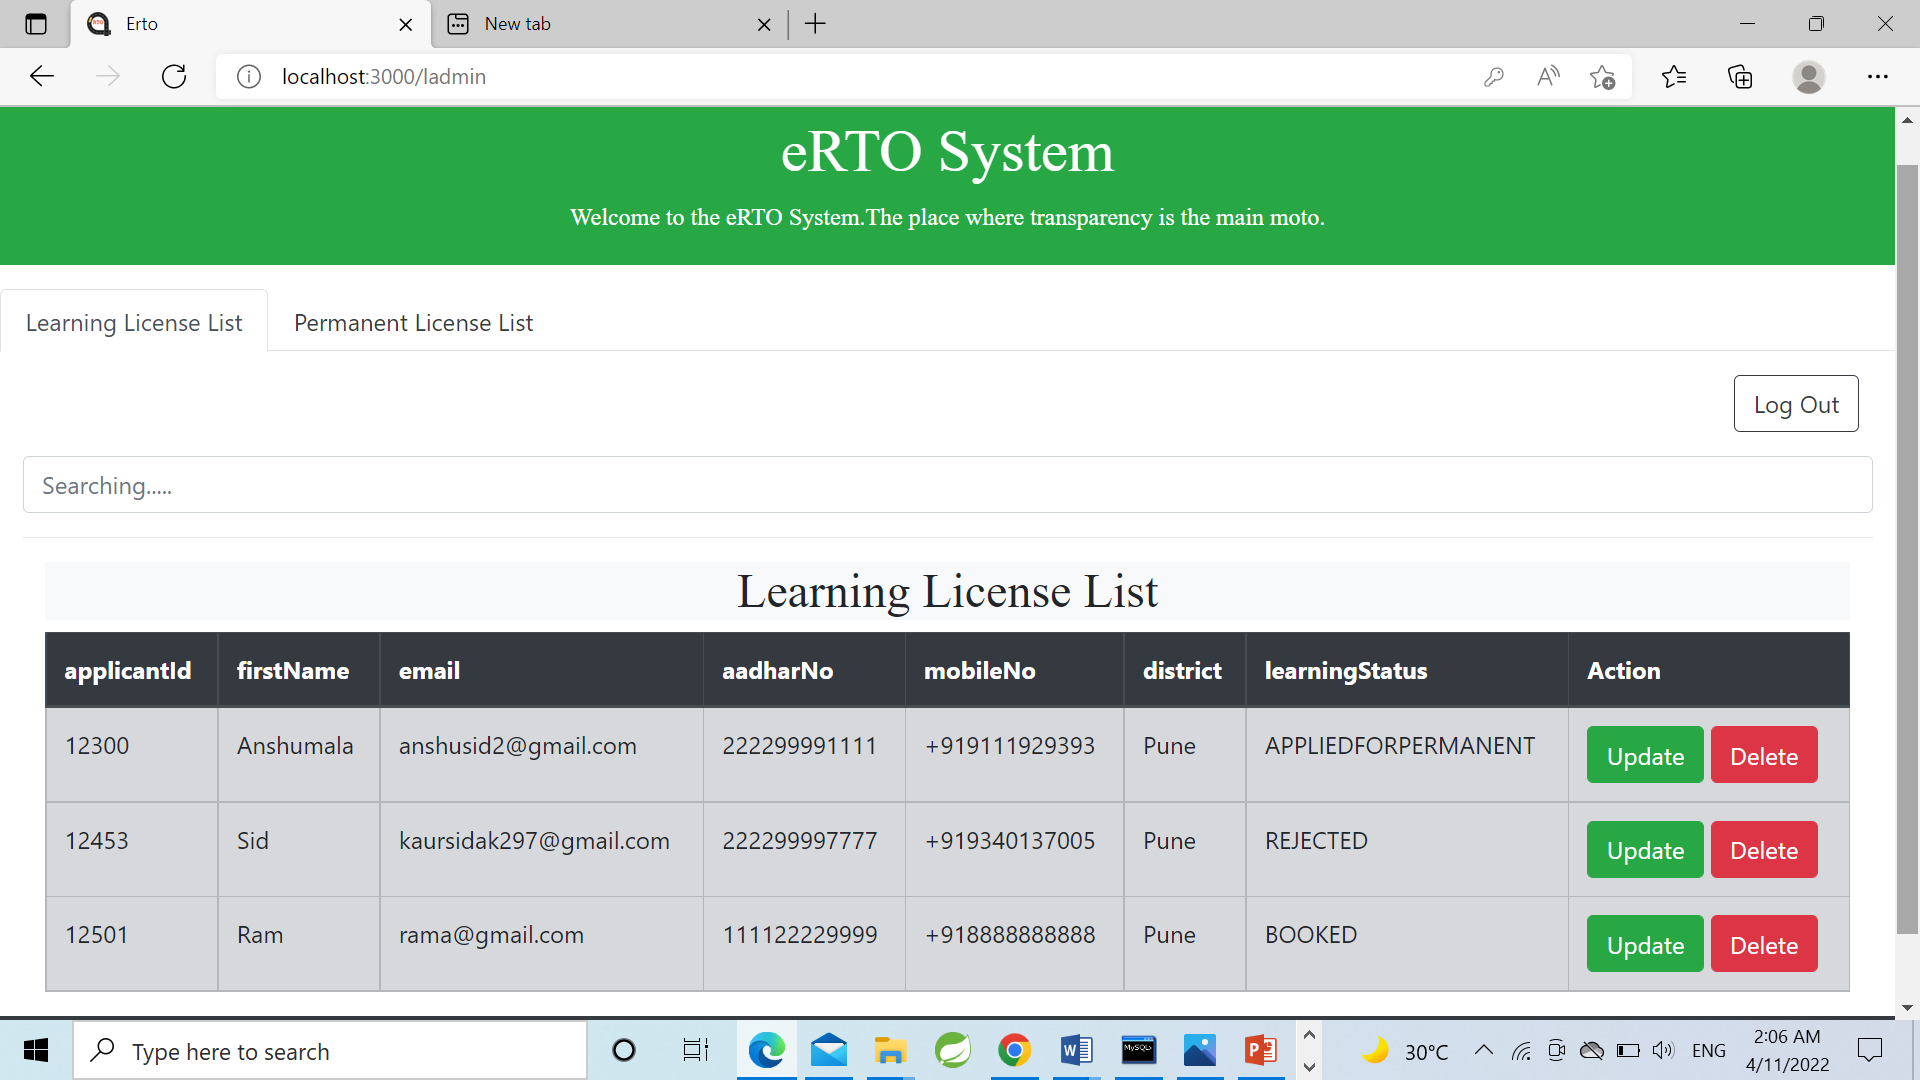 Erto
New tab
localhost:3000/ladmin
eRTO System
Welcome to the eRTO System.The place where transparency is the main moto.
Learning License List
Permanent License List
Log Out
Searching.....
Learning License List
applicantId firstName email aadharNo mobileNo district learningStatus Action
12300 Anshumala anshusid2@gmail.com 222299991111 +919111929393 Pune APPLIEDFORPERMANENT Update Delete
12453 Sid kaursidak297@gmail.com 222299997777 +919340137005 Pune REJECTED Update Delete
12501 Ram rama@gmail.com 111122229999 +918888888888 Pune BOOKED Update Delete
Type here to search
MySQL
30°C
ENG
2:06 AM
4/11/2022